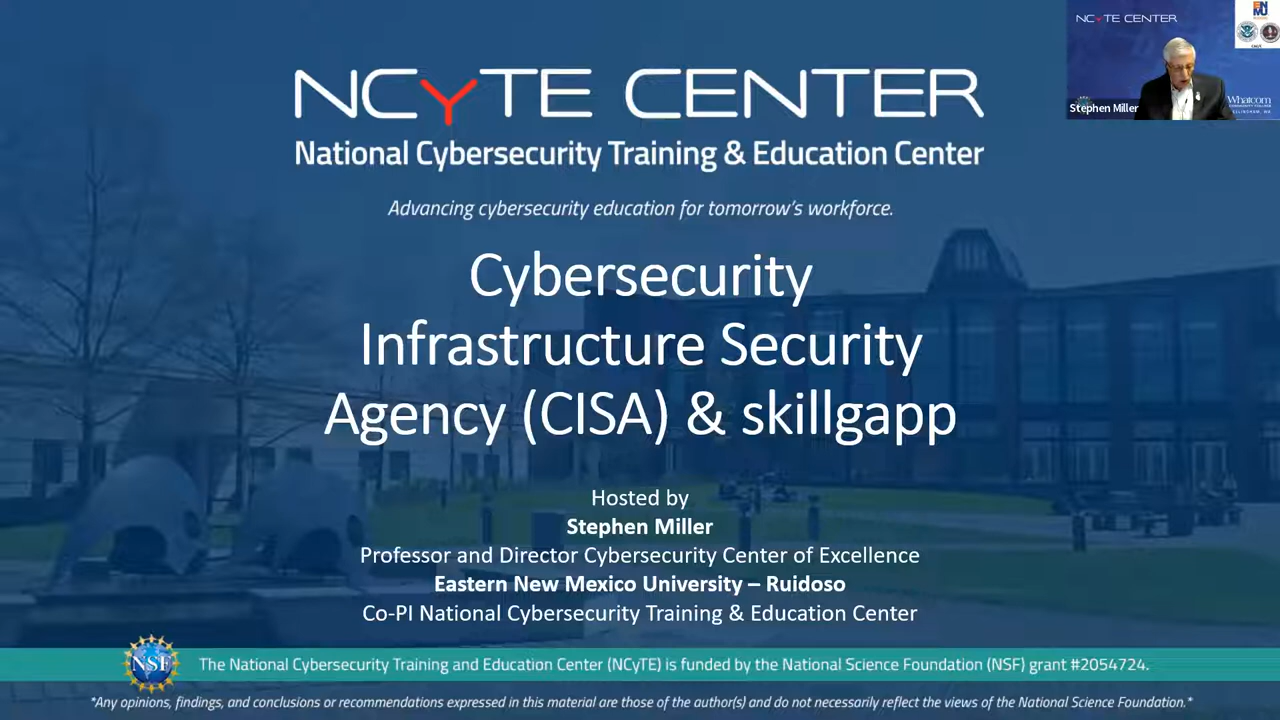 NCYTE CENTER
National Cybersecurity Training & Education Center
Advancing cybersecurity education for tomorrow's workforce.
Cybersecurity
Infrastructure Security
Agency (CISA) & skillgapp
Hosted by
Stephen Miller
Professor and Director Cybersecurity Center of Excellence
Eastern New Mexico University – Ruidoso
Co-PI National Cybersecurity Training & Education Center
NSF
The National Cybersecurity Training and Education Center (NCyTE) is funded by the National Science Foundation (NSF) grant #2054724.
*Any opinions, findings, and conclusions or recommendations expressed in this material are those of the author(s) and do not necessarily reflect the views of the National Science Foundation.*
NCYTE CENTER
Stephen Miller
Whatcom